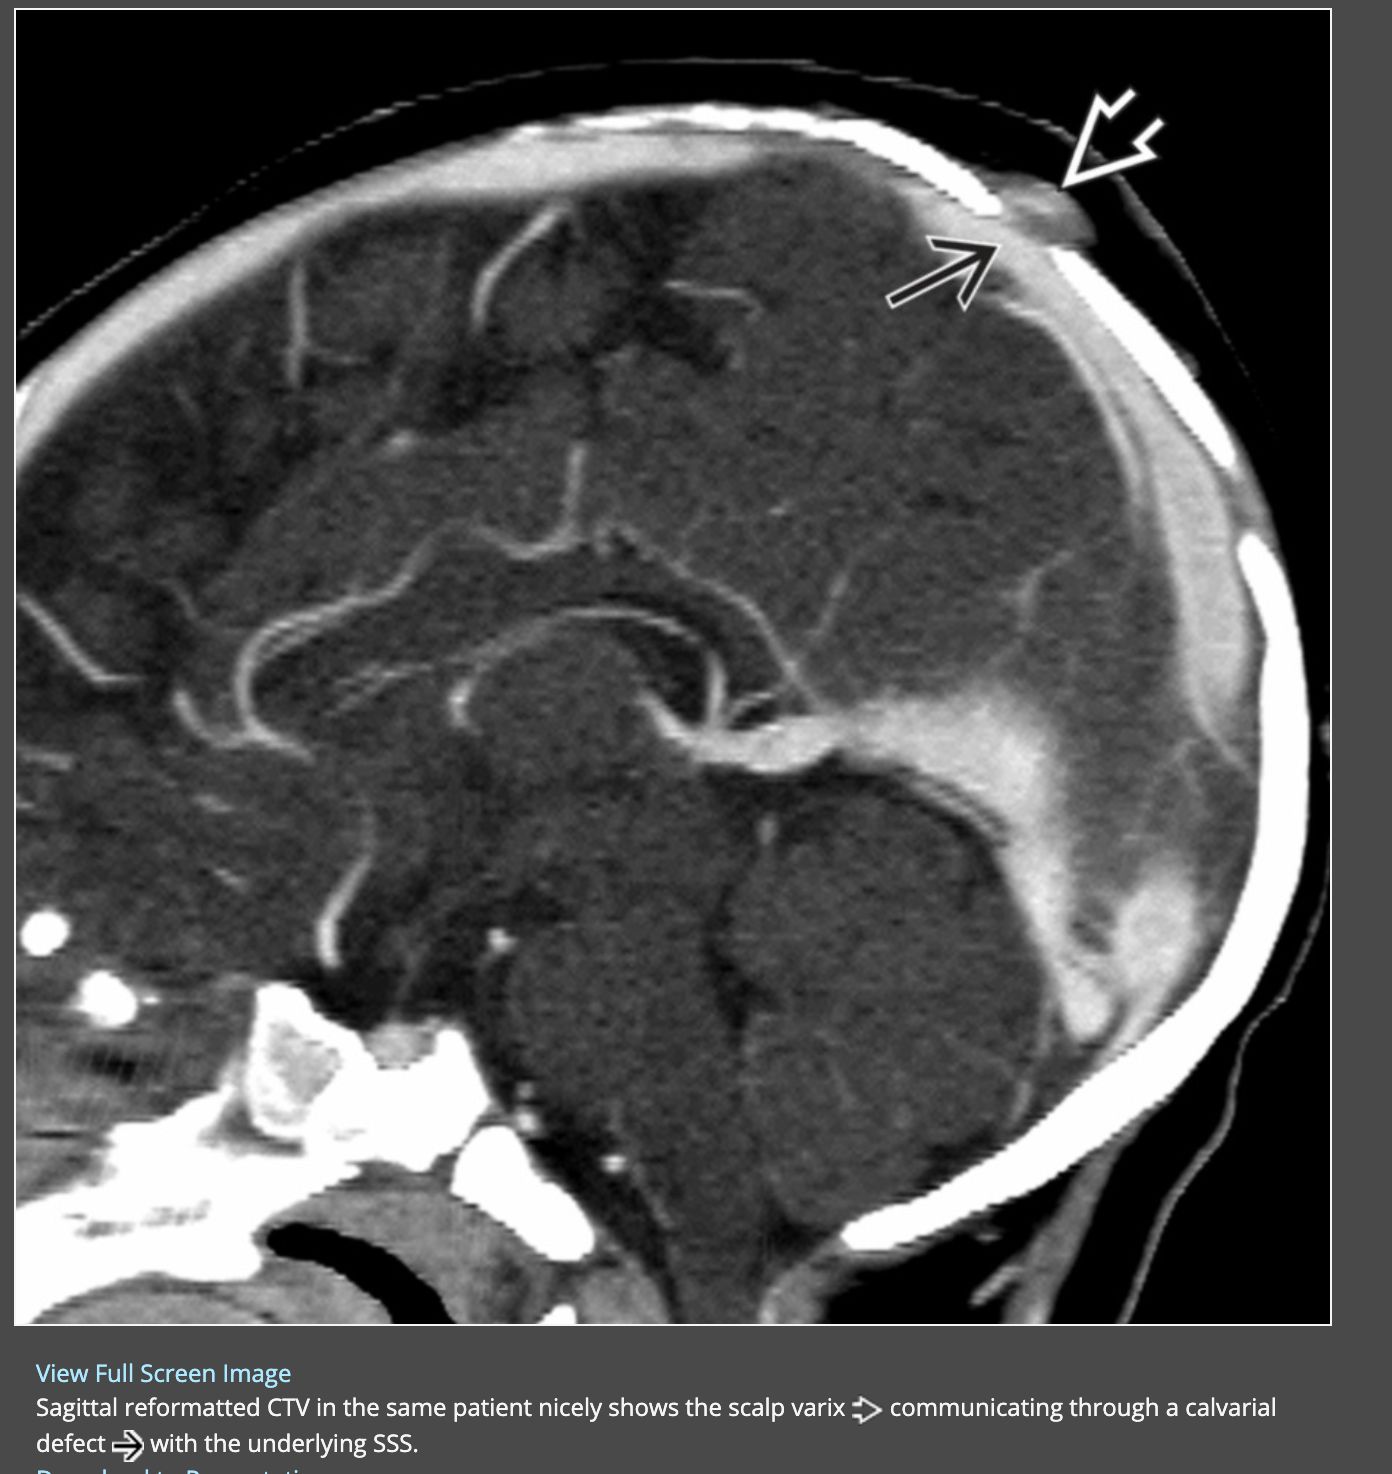 View Full Screen Image
Sagittal reformatted CTV in the same patient nicely shows the scalp varix communicating through a calvarial
defect with the underlying SSS.